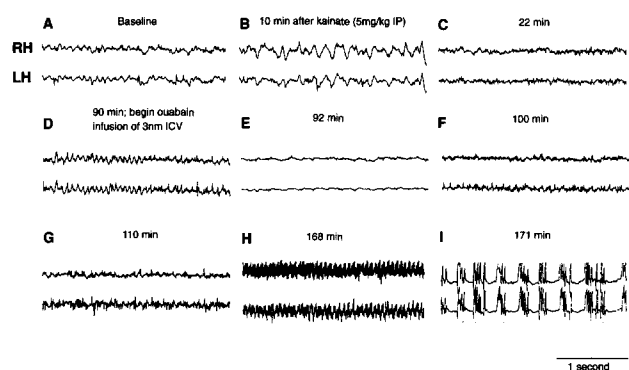 A Baseline
B 10 min after kainate (5mg/kg IP)
C 22 min
RH
LH
D 90 min; begin ouabain
infusion of 3nm ICV
E 92 min
F 100 min
G 110 min
H 168 min
I 171 min
1 second